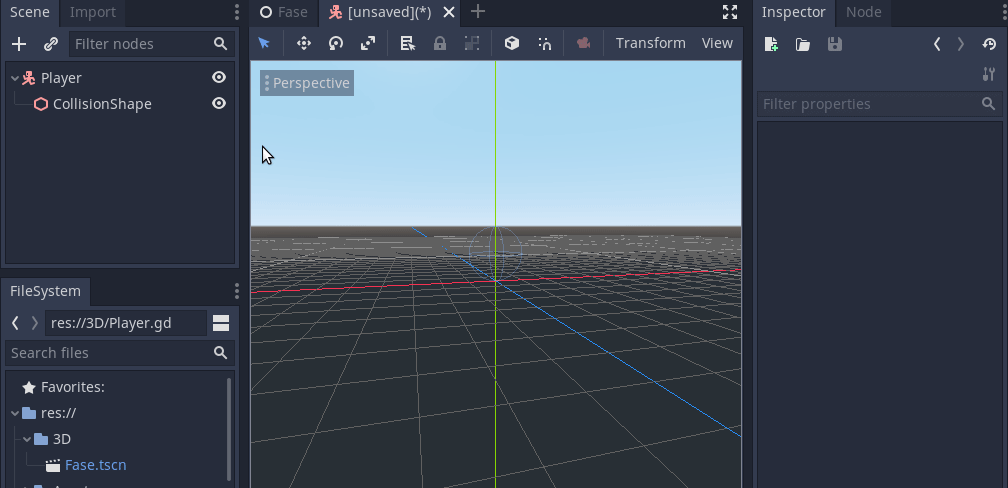 Scene
Import
Filter nodes
Player
CollisionShape
FileSystem
res://3D/Player.gd
Search files
Favorites:
res://
3D
Fase.tscn
Fase
[unsaved](*)
Transform
View
Perspective
Inspector
Node
Filter properties